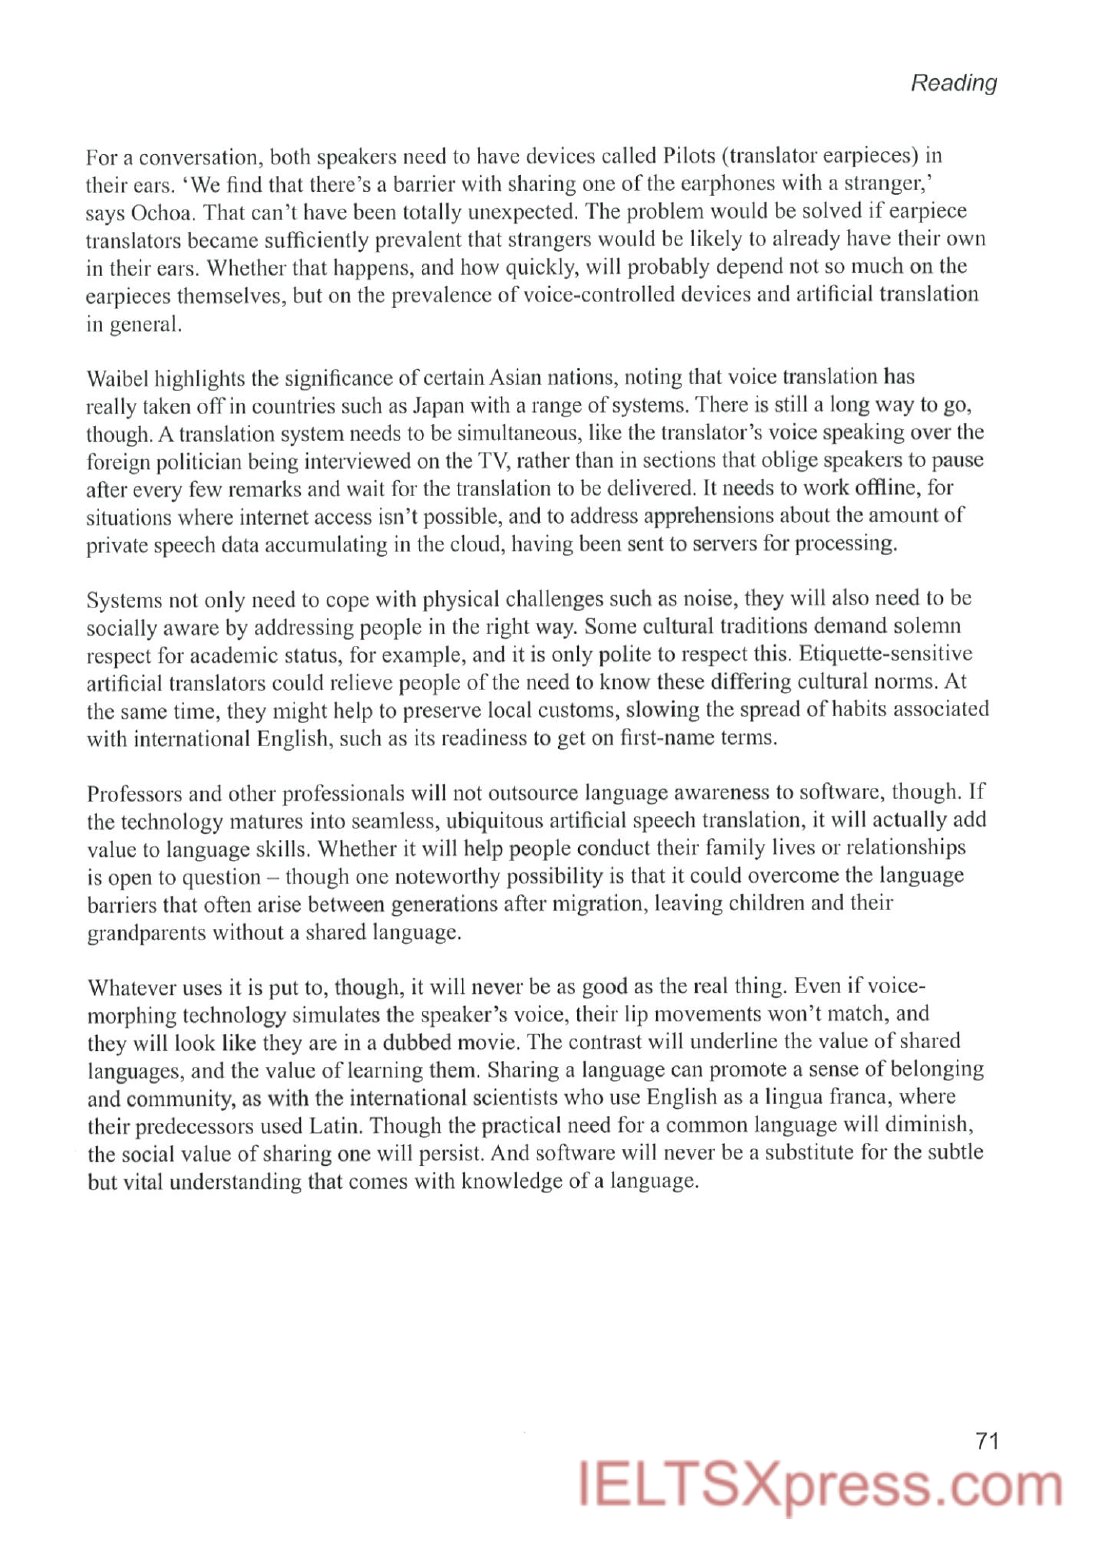 Reading
For a conversation, both speakers need to have devices called Pilots (translator earpieces) in
their ears. ‘We find that there’s a barrier with sharing one of the earphones with a stranger,’
says Ochoa. That can’t have been totally unexpected. The problem would be solved if earpiece
translators became sufficiently prevalent that strangers would be likely to already have their own
in their ears. Whether that happens, and how quickly, will probably depend not so much on the
earpieces themselves, but on the prevalence of voice-controlled devices and artificial translation
in general.
Waibel highlights the significance of certain Asian nations, noting that voice translation has
really taken off in countries such as Japan with a range of systems. There is still a long way to go,
though. A translation system needs to be simultaneous, like the translator’s voice speaking over the
foreign politician being interviewed on the TV, rather than in sections that oblige speakers to pause
after every few remarks and wait for the translation to be delivered. It needs to work offline, for
situations where internet access isn’t possible, and to address apprehensions about the amount of
private speech data accumulating in the cloud, having been sent to servers for processing.
Systems not only need to cope with physical challenges such as noise, they will also need to be
socially aware by addressing people in the right way. Some cultural traditions demand solemn
respect for academic status, for example, and it is only polite to respect this. Etiquette-sensitive
artificial translators could relieve people of the need to know these differing cultural norms. At
the same time, they might help to preserve local customs, slowing the spread of habits associated
with international English, such as its readiness to get on first-name terms.
Professors and other professionals will not outsource language awareness to software, though. If
the technology matures into seamless, ubiquitous artificial speech translation, it will actually add
value to language skills. Whether it will help people conduct their family lives or relationships
is open to question – though one noteworthy possibility is that it could overcome the language
barriers that often arise between generations after migration, leaving children and their
grandparents without a shared language.
Whatever uses it is put to, though, it will never be as good as the real thing. Even if voice-
morphing technology simulates the speaker’s voice, their lip movements won’t match, and
they will look like they are in a dubbed movie. The contrast will underline the value of shared
languages, and the value of learning them. Sharing a language can promote a sense of belonging
and community, as with the international scientists who use English as a lingua franca, where
their predecessors used Latin. Though the practical need for a common language will diminish,
the social value of sharing one will persist. And software will never be a substitute for the subtle
but vital understanding that comes with knowledge of a language.
71
IELTSXpress.com